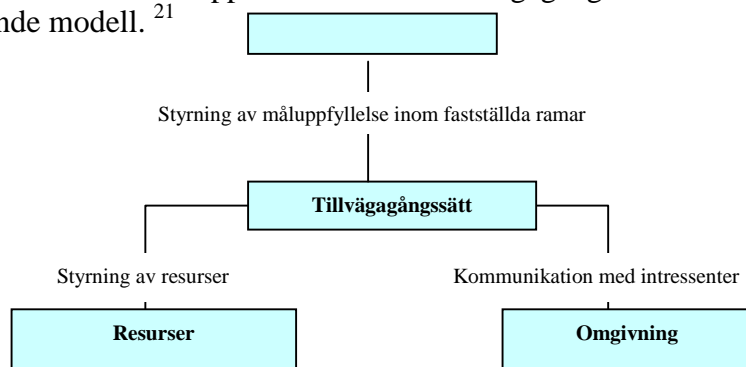 nde modell. 21
Styrning av måluppfyllelse inom fastställda ramar
Tillvägagångssätt
Styrning av resurser
Kommunikation med intressenter
Resurser
Omgivning